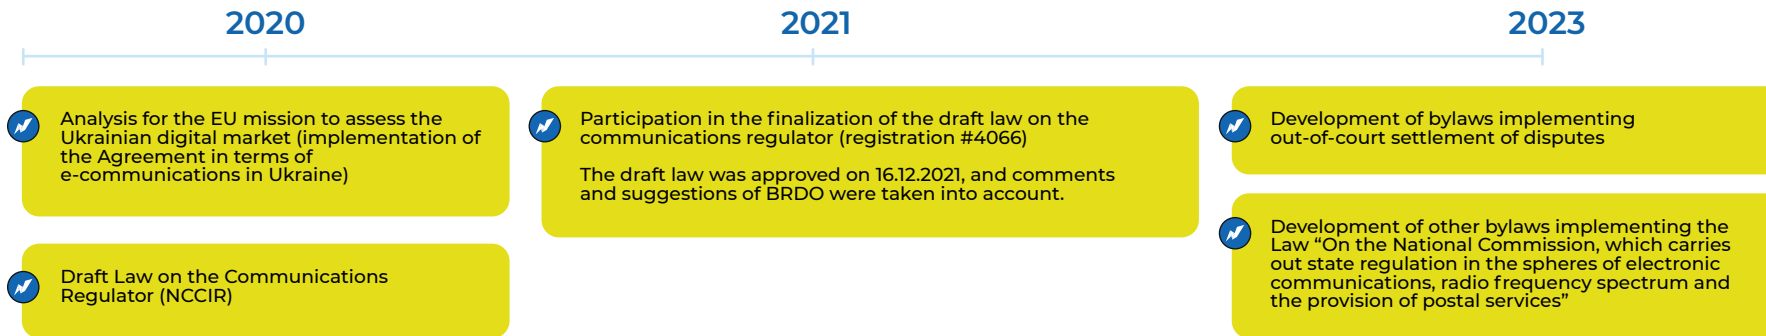 2020
2021
2023
Analysis for the EU mission to assess the
Ukrainian digital market (implementation of
the Agreement in terms of
e-communications in Ukraine)
Draft Law on the Communications
Regulator (NCCIR)
Participation in the finalization of the draft law on the
communications regulator (registration #4066)
The draft law was approved on 16.12.2021, and comments
and suggestions of BRDO were taken into account.
Development of bylaws implementing
out-of-court settlement of disputes
Development of other bylaws implementing the
Law “On the National Commission, which carries
out state regulation in the spheres of electronic
communications, radio frequency spectrum and
the provision of postal services”